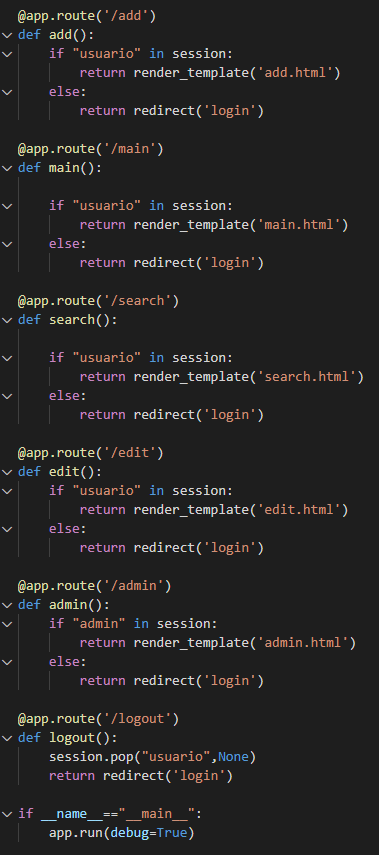 @app.route('/add')
def add():
    if "usuario" in session:
        return render_template('add.html')
    else:
        return redirect('login')

@app.route('/main')
def main():

    if "usuario" in session:
        return render_template('main.html')
    else:
        return redirect('login')

@app.route('/search')
def search():

    if "usuario" in session:
        return render_template('search.html')
    else:
        return redirect('login')

@app.route('/edit')
def edit():
    if "usuario" in session:
        return render_template('edit.html')
    else:
        return redirect('login')

@app.route('/admin')
def admin():
    if "admin" in session:
        return render_template('admin.html')
    else:
        return redirect('login')

@app.route('/logout')
def logout():
    session.pop("usuario",None)
    return redirect('login')

if __name__=="__main__":
    app.run(debug=True)